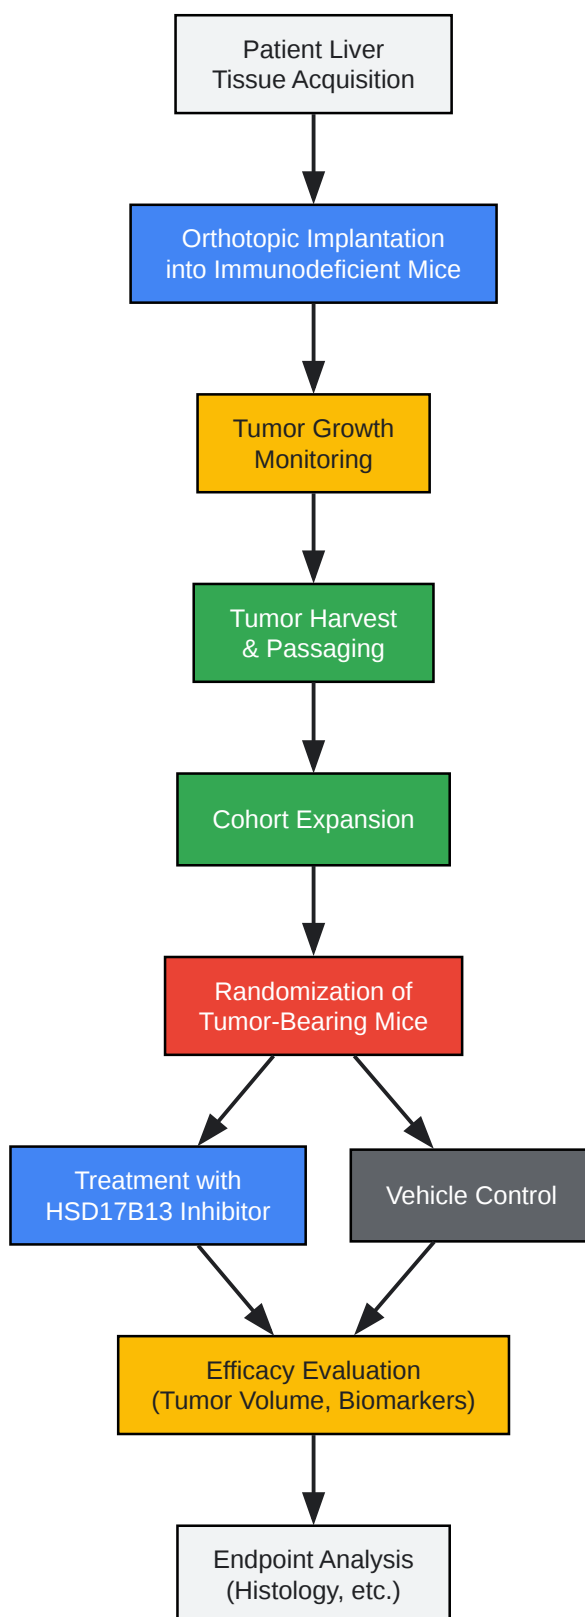 Patient Liver
Tissue Acquisition
Orthotopic Implantation
into Immunodeficient Mice
Tumor Growth
Monitoring
Tumor Harvest
& Passaging
Cohort Expansion
Randomization of
Tumor-Bearing Mice
Treatment with
HSD17B13 Inhibitor
Vehicle Control
Efficacy Evaluation
(Tumor Volume, Biomarkers)
Endpoint Analysis
(Histology, etc.)